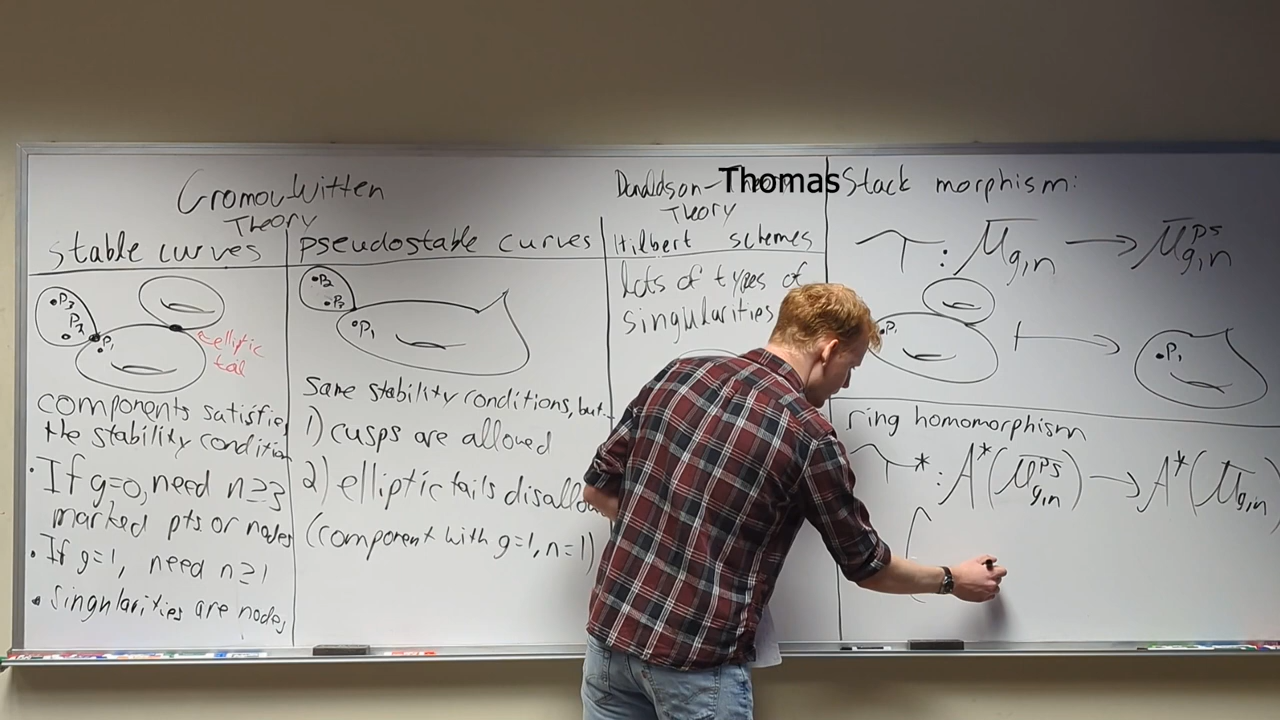 Gromov-Witten
Theory
stable curves
P3
P2
P1
elliptic
tail
components satisfies
the stability condition
· If g=0, need n≥3
marked pts or nodes
· If g=1, need n≥1
· singularities are nodes
pseudostable curves
P2
P3
P1
same stability conditions, but
1) cusps are allowed
2) elliptic tails disallo
(component with g=1, n=1)
Donaldson-Thomas
Theory
Hilbert schemes
lots of types of
singularities
Stack morphism:
T: M̅g,n → M̅g,n^ps
P1
P1
ring homomorphism
T*: A*(M̅g,n^ps) → A*(M̅g,n)